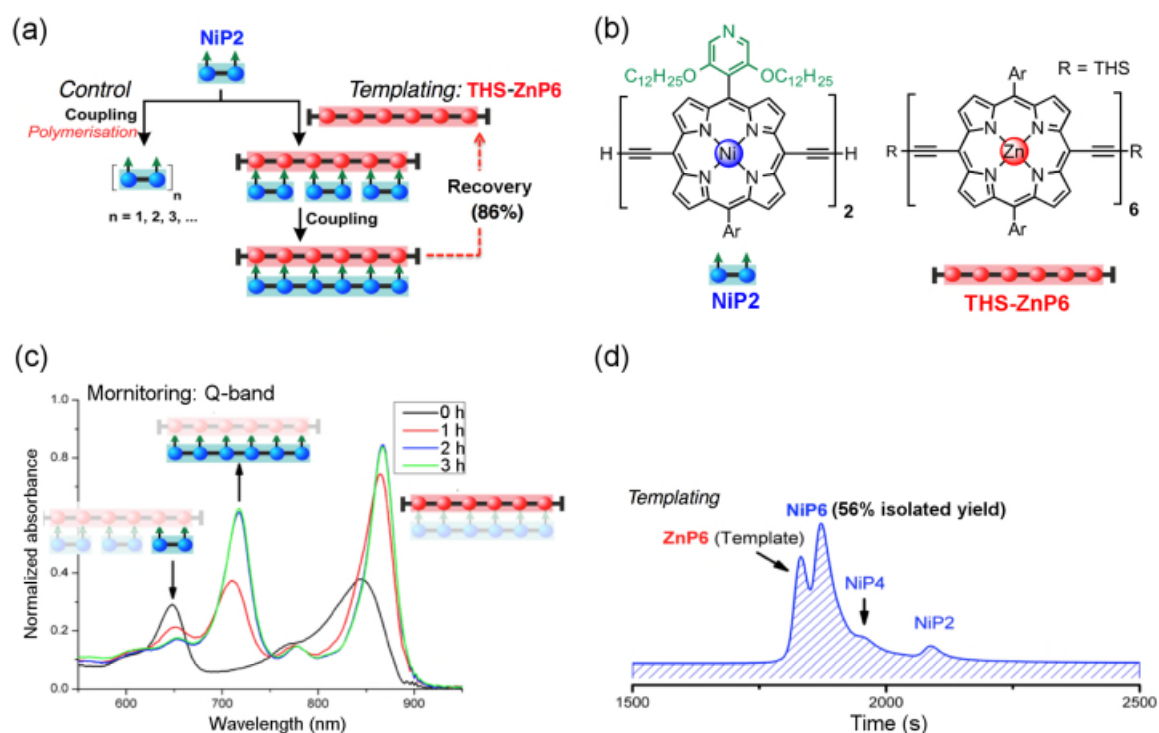 (a)
NiP2
Control
Templating: THS-ZnP6
Coupling
Polymerisation
n
n = 1, 2, 3, ...
Coupling
Recovery
(86%)
(b)
N
C12H25O
OC12H25
N
N
Ni
N
N
H
H
Ar
2
NiP2
R = THS
Ar
N
N
Zn
N
N
R
R
Ar
6
THS-ZnP6
(c)
Mornitoring: Q-band
0 h
1 h
2 h
3 h
1.0
0.8
0.6
0.4
0.2
0.0
Normalized absorbance
600
700
800
900
Wavelength (nm)
(d)
Templating
NiP6 (56% isolated yield)
ZnP6 (Template)
NiP4
NiP2
1500
2000
2500
Time (s)